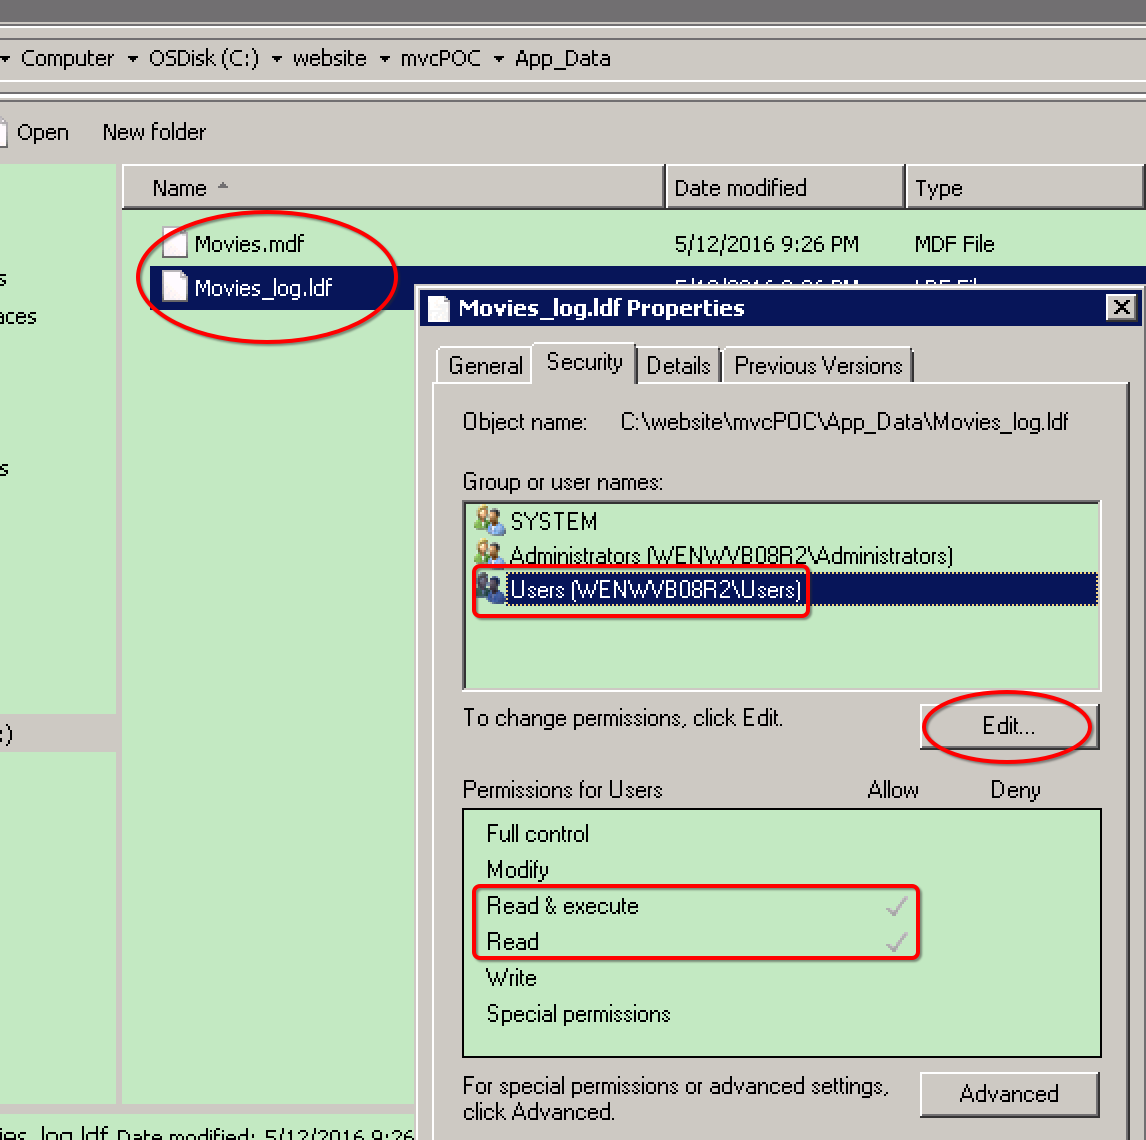 Computer OSDisk (C:) website mvcPOC App_Data
Open New folder
Name Date modified Type
Movies.mdf 5/12/2016 9:26 PM MDF File
Movies_log.ldf
Movies_log.ldf Properties
General Security Details Previous Versions
Object name: C:\website\mvcPOC\App_Data\Movies_log.ldf
Group or user names:
SYSTEM
Administrators (WENWVB08R2\Administrators)
Users (WENWVB08R2\Users)
To change permissions, click Edit.
Edit...
Permissions for Users Allow Deny
Full control
Modify
Read & execute
Read
Write
Special permissions
For special permissions or advanced settings,
click Advanced.
Advanced
log.ldf Date modified: 5/12/2016 9:26